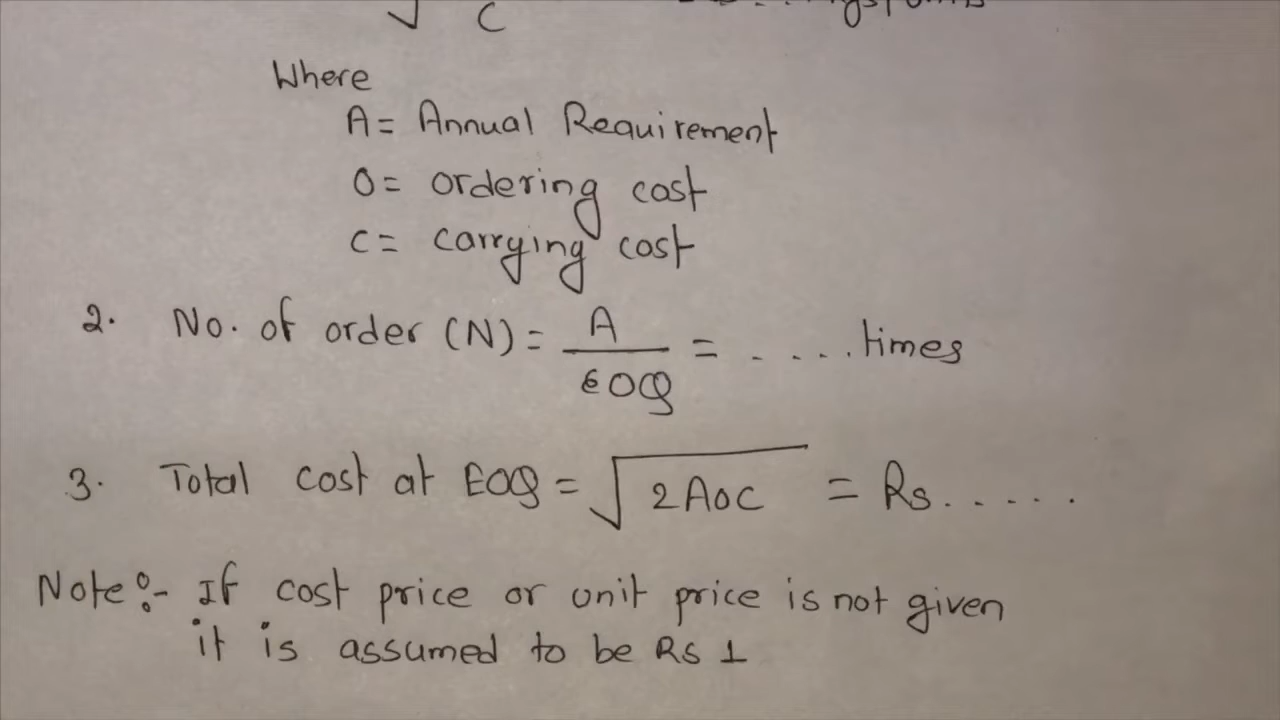 √ C
Where
A = Annual Requirement
O = ordering cost
C = carrying cost
2. No. of order (N) = A / EOQ = ..... times
3. Total cost at EOQ = √2AOC = Rs.....
Note:- If cost price or unit price is not given
it is assumed to be Rs 1